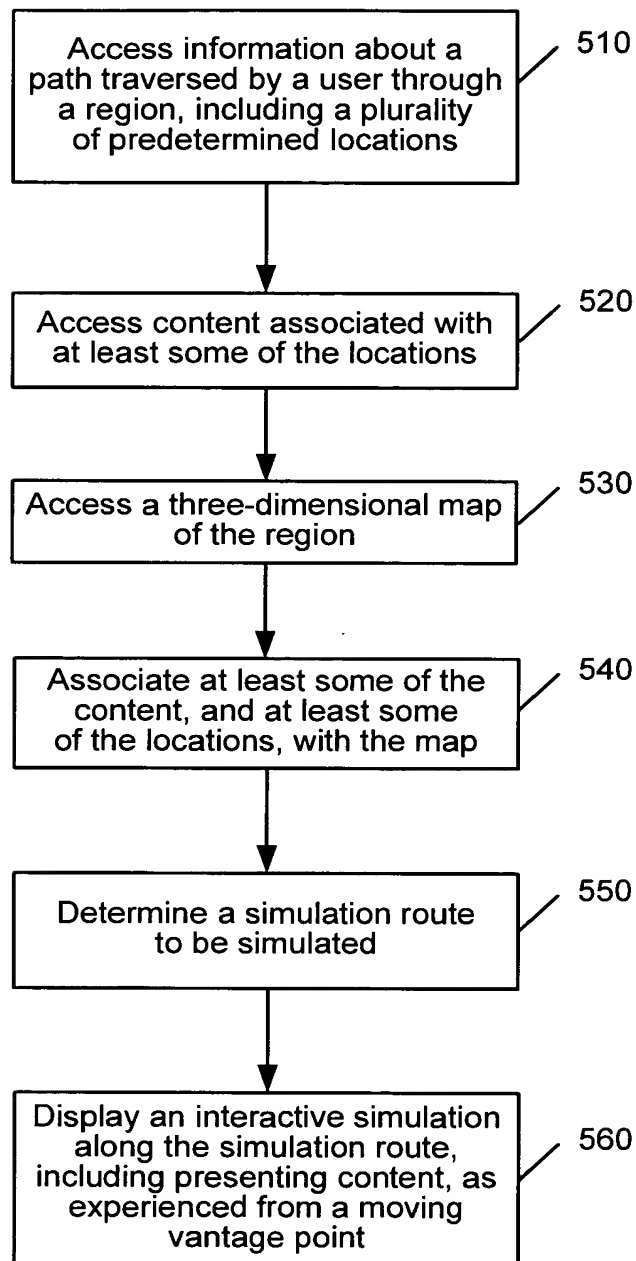 Access information about a
path traversed by a user through
a region, including a plurality
of predetermined locations
510
Access content associated with
at least some of the locations
520
Access a three-dimensional map
of the region
530
Associate at least some of the
content, and at least some
of the locations, with the map
540
Determine a simulation route
to be simulated
550
Display an interactive simulation
along the simulation route,
including presenting content, as
experienced from a moving
vantage point
560